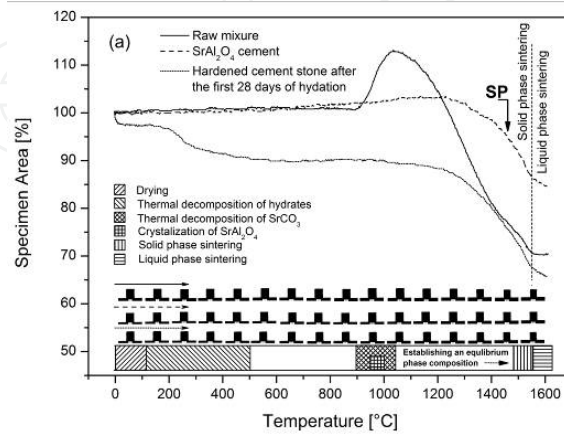 120
110
100
90
80
70
60
50
Specimen Area [%]
(a)
Raw mixure
SrAl2O4 cement
Hardened cement stone after
the first 28 days of hydation
SP
Solid phase sintering
Liquid phase sintering
Drying
Thermal decomposition of hydrates
Thermal decomposition of SrCO3
Crystalization of SrAl2O4
Solid phase sintering
Liquid phase sintering
Establishing an equlibrium
phase composition
0 200 400 600 800 1000 1200 1400 1600
Temperature [°C]